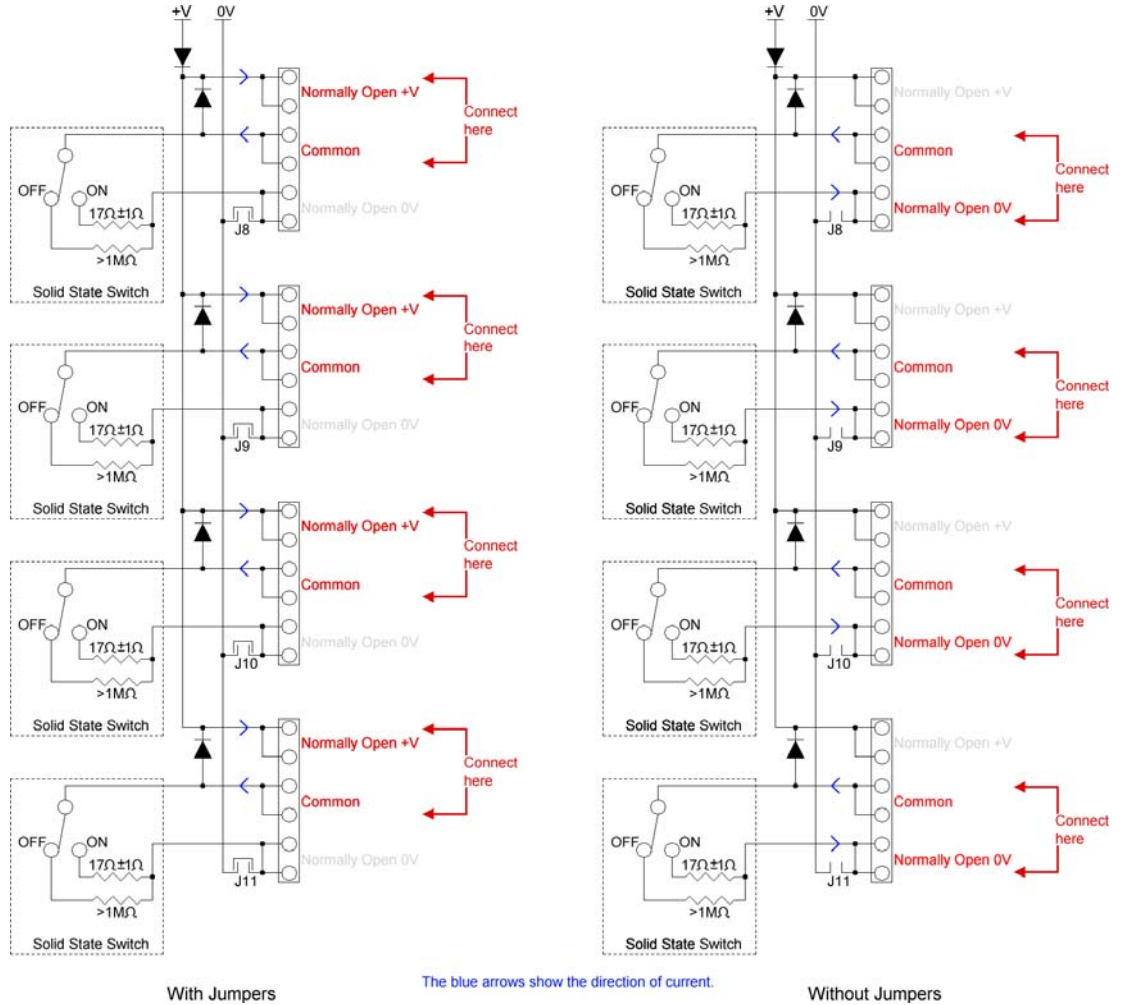 +V 0V
Normally Open +V
Connect
here
Common
OFF ON
17Ω±1Ω
Normally Open 0V
J8
>1MΩ
Solid State Switch
Normally Open +V
Connect
here
Common
OFF ON
17Ω±1Ω
Normally Open 0V
J9
>1MΩ
Solid State Switch
Normally Open +V
Connect
here
Common
OFF ON
17Ω±1Ω
Normally Open 0V
J10
>1MΩ
Solid State Switch
Normally Open +V
Connect
here
Common
OFF ON
17Ω±1Ω
Normally Open 0V
J11
>1MΩ
Solid State Switch
With Jumpers
+V 0V
Normally Open +V
Common
Connect
here
OFF ON
17Ω±1Ω
Normally Open 0V
J8
>1MΩ
Solid State Switch
Normally Open +V
Common
Connect
here
OFF ON
17Ω±1Ω
Normally Open 0V
J9
>1MΩ
Solid State Switch
Normally Open +V
Common
Connect
here
OFF ON
17Ω±1Ω
Normally Open 0V
J10
>1MΩ
Solid State Switch
Normally Open +V
Common
Connect
here
OFF ON
17Ω±1Ω
Normally Open 0V
J11
>1MΩ
Solid State Switch
The blue arrows show the direction of current.
Without Jumpers